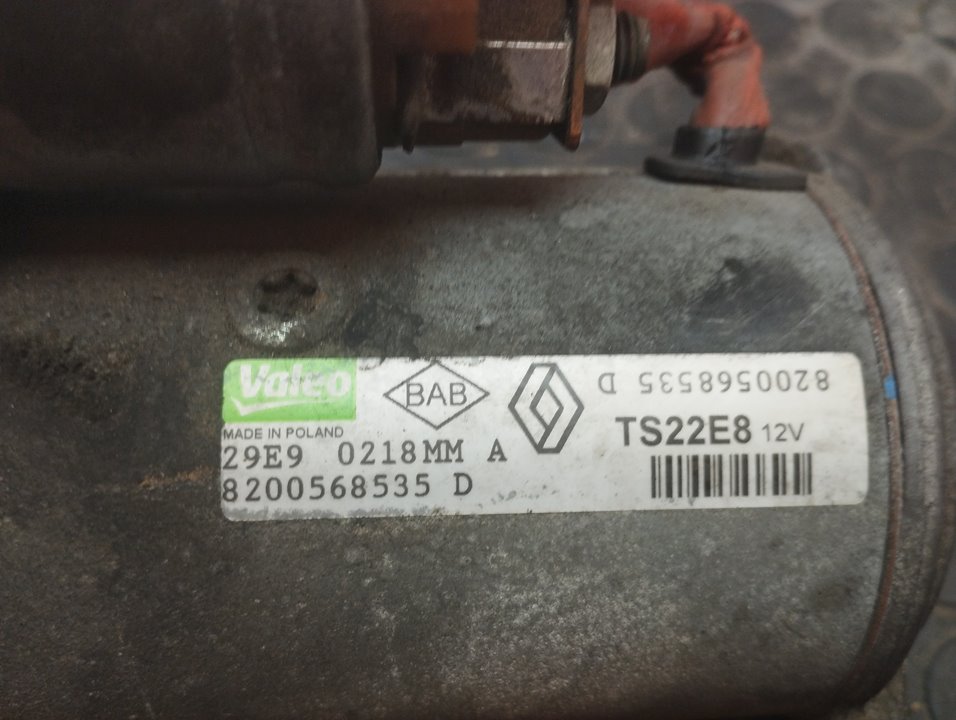 Valeo
BAB
8200568535 D
TS22E8 12V
MADE IN POLAND
29E9 0218MM A
8200568535 D